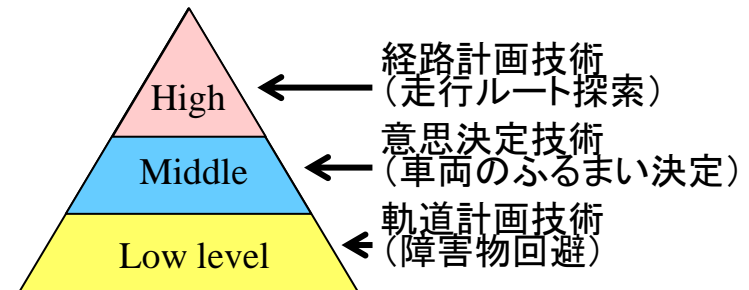 High
経路計画技術
（走行ルート探索）
Middle
意思決定技術
（車両のふるまい決定）
Low level
軌道計画技術
（障害物回避）